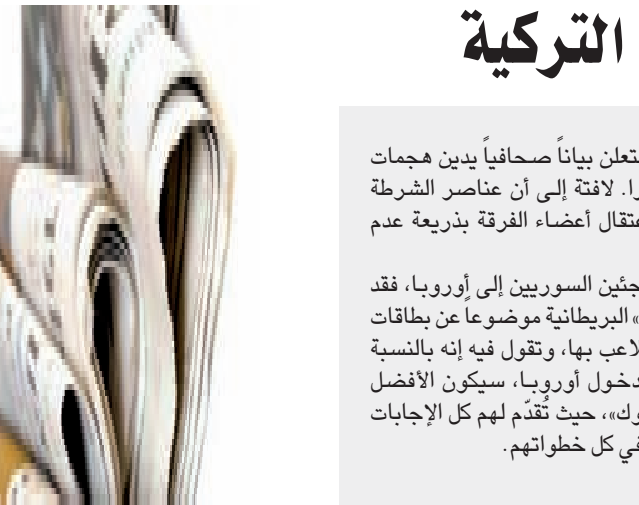 التركية
لتعلن بياناً صحافياً يدين هجمات
را. لافتة إلى أن عناصر الشرطة
عتقال أعضاء الفرقة بذريعة عدم
جئين السوريين إلى أوروبا، فقد
» البريطانية موضوعاً عن بطاقات
لاعب بها، وتقول فيه إنه بالنسبة
دخول أوروبا، سيكون الأفضل
وك»، حيث تُقدّم لهم كل الإجابات
في كل خطواتهم.